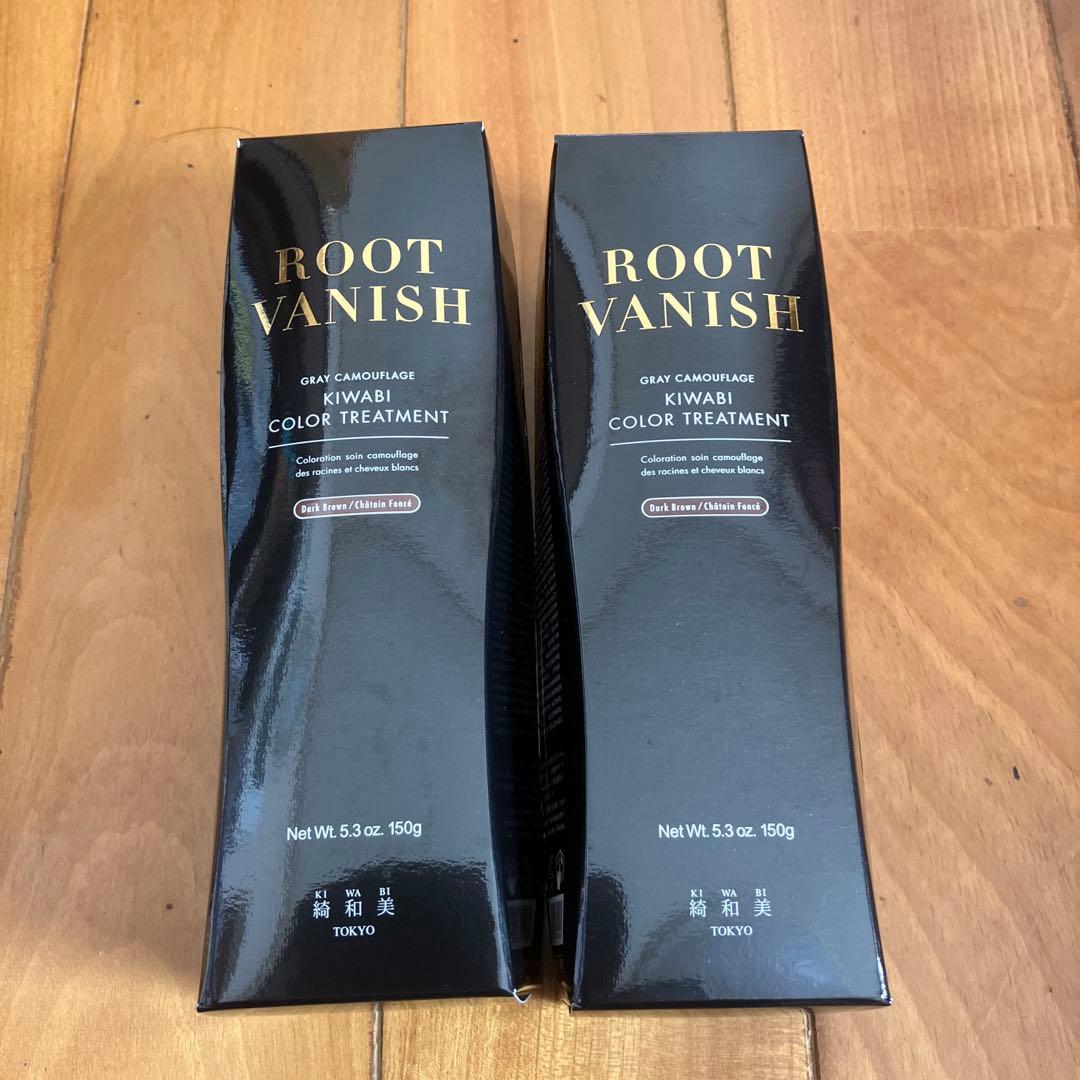 ROOT
VANISH
GRAY CAMOUFLAGE
KIWABI
COLOR TREATMENT
Coloration soin camouflage
des racines et cheveux blancs
Dark Brown / Châtain Foncé
Net Wt. 5.3 oz. 150g
KI WA BI
綺和美
TOKYO
ROOT
VANISH
GRAY CAMOUFLAGE
KIWABI
COLOR TREATMENT
Coloration soin camouflage
des racines et cheveux blancs
Dark Brown / Châtain Foncé
Net Wt. 5.3 oz. 150g
KI WA BI
綺和美
TOKYO